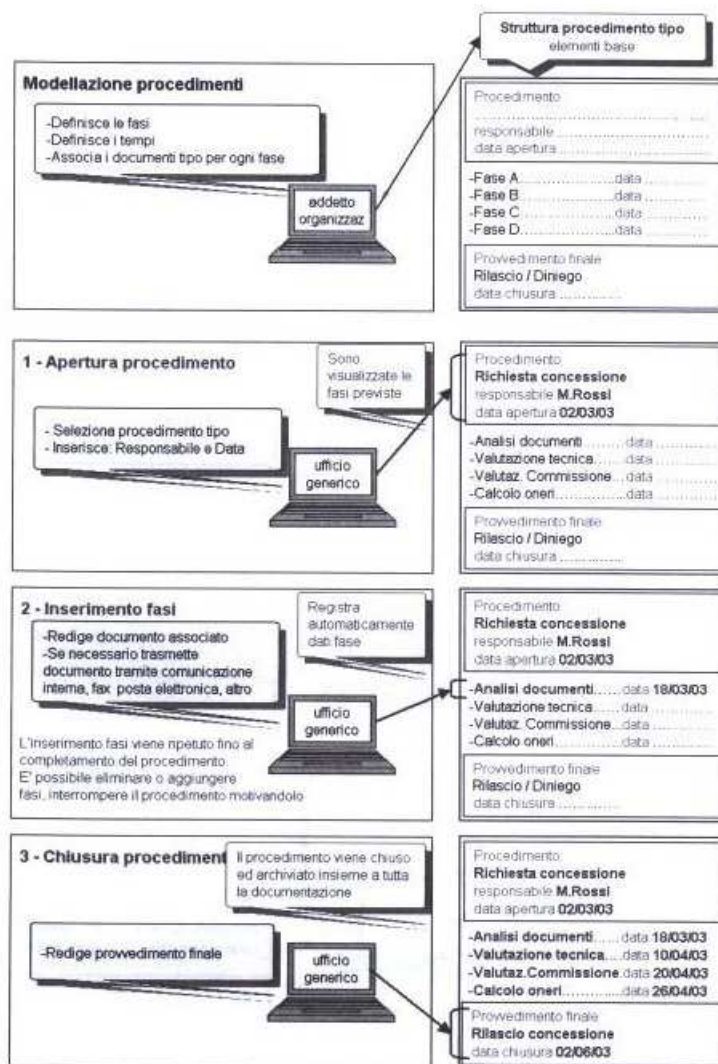 Struttura procedimento tipo
elementi base
Modellazione procedimenti
-Definisce le fasi
-Definisce i tempi
-Associa i documenti tipo per ogni fase
addetto
organizzaz
Procedimento
responsabile
data apertura
-Fase A data
-Fase B data
-Fase C data
-Fase D data
Provvedimento finale
Rilascio / Diniego
data chiusura
1 - Apertura procedimento
Sono
visualizzate le
fasi previste
- Seleziona procedimento tipo
- Inserisce: Responsabile e Data
ufficio
generico
Procedimento
Richiesta concessione
responsabile M.Rossi
data apertura 02/03/03
-Analisi documenti data
-Valutazione tecnica data
-Valutaz. Commissione data
-Calcolo oneri data
Provvedimento finale
Rilascio / Diniego
data chiusura
2 - Inserimento fasi
Registra
automaticamente
dati fase
-Redige documento associato
-Se necessario trasmette
documento tramite comunicazione
interna, fax posta elettronica, altro
ufficio
generico
L'inserimento fasi viene ripetuto fino al
completamento del procedimento.
E' possibile eliminare o aggiungere
fasi, interrompere il procedimento motivandolo
Procedimento
Richiesta concessione
responsabile M.Rossi
data apertura 02/03/03
-Analisi documenti data 18/03/03
-Valutazione tecnica data
-Valutaz. Commissione data
-Calcolo oneri data
Provvedimento finale
Rilascio / Diniego
data chiusura
3 - Chiusura procediment
Il procedimento viene chiuso
ed archiviato insieme a tutta
la documentazione
-Redige provvedimento finale
ufficio
generico
Procedimento
Richiesta concessione
responsabile M.Rossi
data apertura 02/03/03
-Analisi documenti data 18/03/03
-Valutazione tecnica data 10/04/03
-Valutaz.Commissione data 20/04/03
-Calcolo oneri data 26/04/03
Provvedimento finale
Rilascio concessione
data chiusura 02/06/03